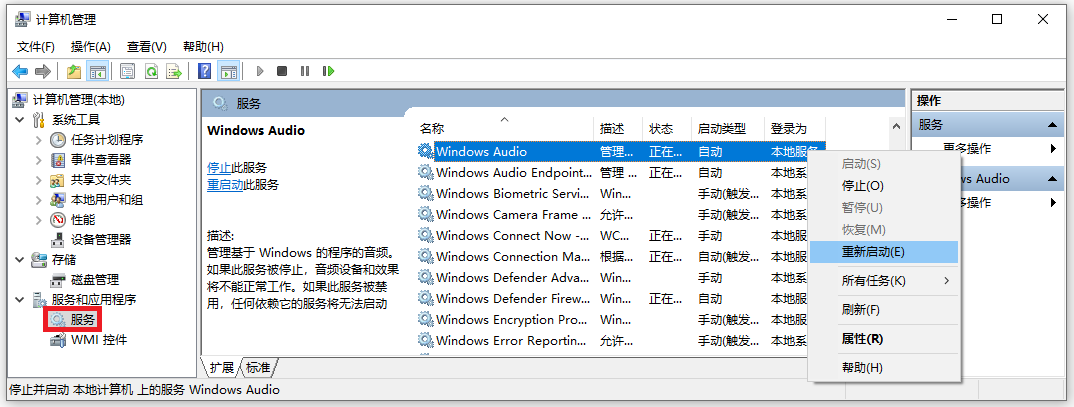 计算机管理
文件(F) 操作(A) 查看(V) 帮助(H)
计算机管理(本地)
系统工具
任务计划程序
事件查看器
共享文件夹
本地用户和组
性能
设备管理器
存储
磁盘管理
服务和应用程序
服务
WMI 控件
服务
Windows Audio
停止此服务
重启动此服务
描述:
管理基于 Windows 的程序的音频。
如果此服务被停止，音频设备和效果
将不能正常工作。如果此服务被禁
用，任何依赖它的服务将无法启动
名称 描述 状态 启动类型 登录为
Windows Audio 管理... 正在... 自动 本地服务
Windows Audio Endpoint... 管理 ... 正在... 自动 本地系
Windows Biometric Servi... Win... 手动(触发... 本地系
Windows Camera Frame ... 允许... 手动(触发... 本地服
Windows Connect Now -... WC... 正在... 手动 本地服
Windows Connection Ma... 根据... 正在... 自动(触发... 本地服
Windows Defender Adva... Win... 手动 本地系
Windows Defender Firew... Win... 正在... 自动 本地服
Windows Encryption Pro... Win... 手动(触发... 本地服
Windows Error Reportin... 允许... 手动(触发... 本地系
扩展 标准
启动(S)
停止(O)
暂停(U)
恢复(M)
重新启动(E)
所有任务(K)
刷新(F)
属性(R)
帮助(H)
操作
服务
更多操作
ws Audio
多操作
停止并启动 本地计算机 上的服务 Windows Audio